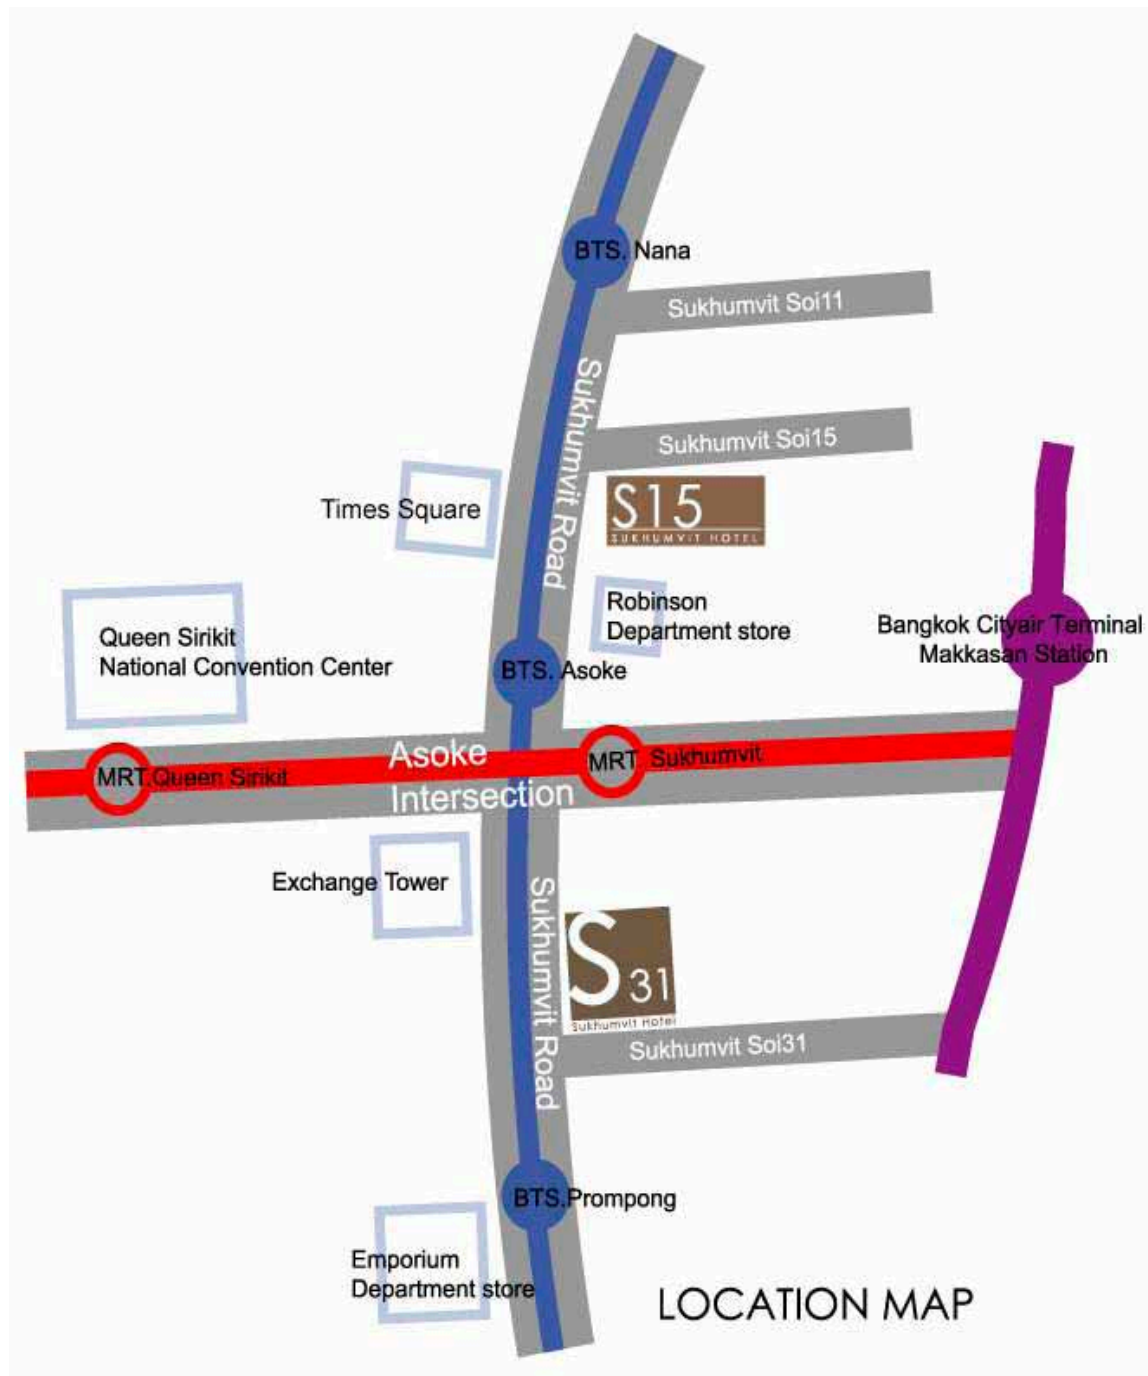 BTS. Nana
Sukhumvit Soi11
Sukhumvit Road
Sukhumvit Soi15
Times Square
S15
SUKHUMVIT HOTEL
Robinson
Department store
Queen Sirikit
National Convention Center
Bangkok Cityair Terminal
Makkasan Station
BTS. Asoke
Asoke
Intersection
MRT.Queen Sirikit
MRT Sukhumvit
Exchange Tower
Sukhumvit Road
S 31
Sukhumvit Hotel
Sukhumvit Soi31
BTS.Prompong
Emporium
Department store
LOCATION MAP